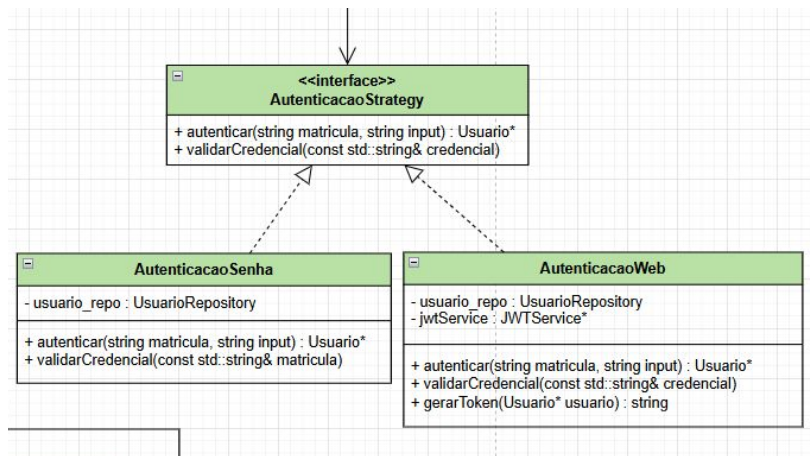 <<interface>>
AutenticacaoStrategy
+ autenticar(string matricula, string input) : Usuario*
+ validarCredencial(const std::string& credencial)
AutenticacaoSenha
- usuario_repo : UsuarioRepository
+ autenticar(string matricula, string input) : Usuario*
+ validarCredencial(const std::string& matricula)
AutenticacaoWeb
- usuario_repo : UsuarioRepository
- jwtService : JWTService*
+ autenticar(string matricula, string input) : Usuario*
+ validarCredencial(const std::string& credencial)
+ gerarToken(Usuario* usuario) : string